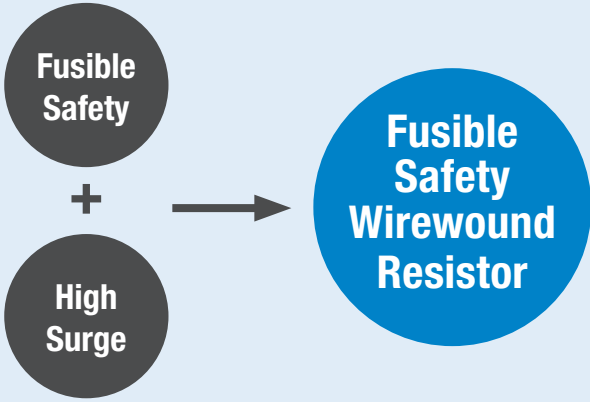 Fusible
Safety
+
High
Surge
Fusible
Safety
Wirewound
Resistor